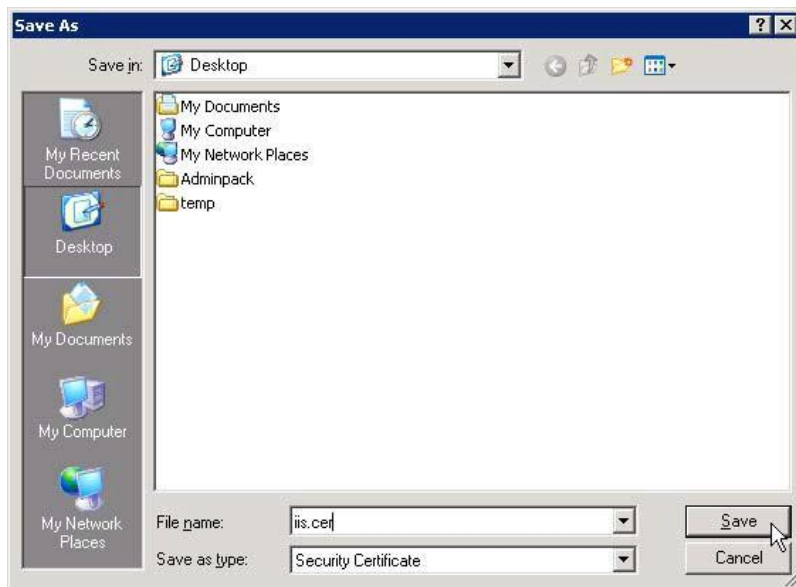 Save As
Save in: Desktop
My Documents
My Computer
My Network Places
Adminpack
temp
My Recent
Documents
Desktop
My Documents
My Computer
My Network
Places
File name: iis.cer
Save
Save as type: Security Certificate
Cancel